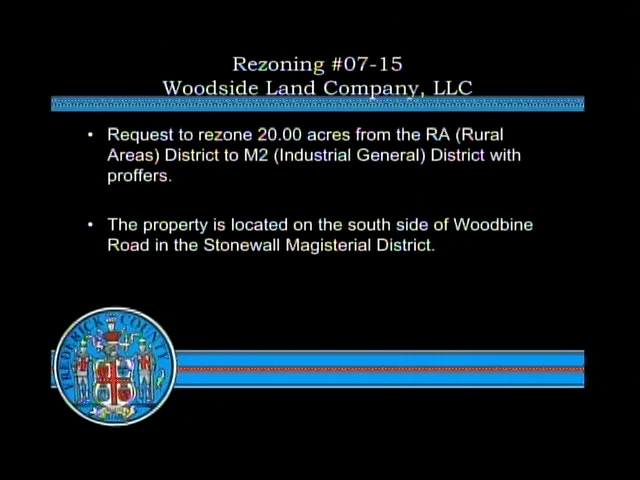 Rezoning #07-15
Woodside Land Company, LLC
• Request to rezone 20.00 acres from the RA (Rural
Areas) District to M2 (Industrial General) District with
proffers.
• The property is located on the south side of Woodbine
Road in the Stonewall Magisterial District.
FREDERICK COUNTY